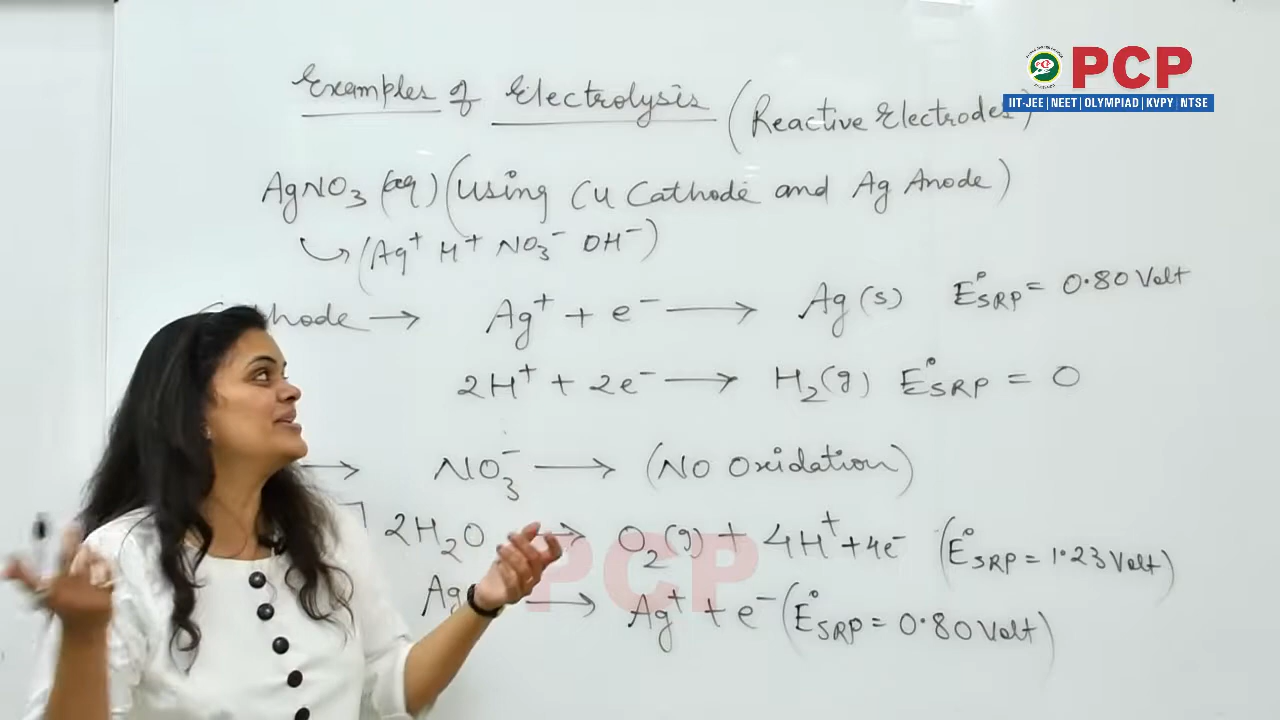 PCP
IIT-JEE | NEET | OLYMPIAD | KVPY | NTSE
Examples of Electrolysis (Reactive Electrodes)
AgNO₃ (aq) (Using Cu Cathode and Ag Anode)
↳ (Ag⁺ H⁺ NO₃⁻ OH⁻)
Cathode → Ag⁺ + e⁻ → Ag (s) E°SRP = 0.80 Volt
2H⁺ + 2e⁻ → H₂(g) E°SRP = 0
→ NO₃⁻ → (NO Oxidation)
2H₂O → O₂(g) + 4H⁺ + 4e⁻ (E°SRP = 1.23 Volt)
Ag → Ag⁺ + e⁻ (E°SRP = 0.80 Volt)
PCP